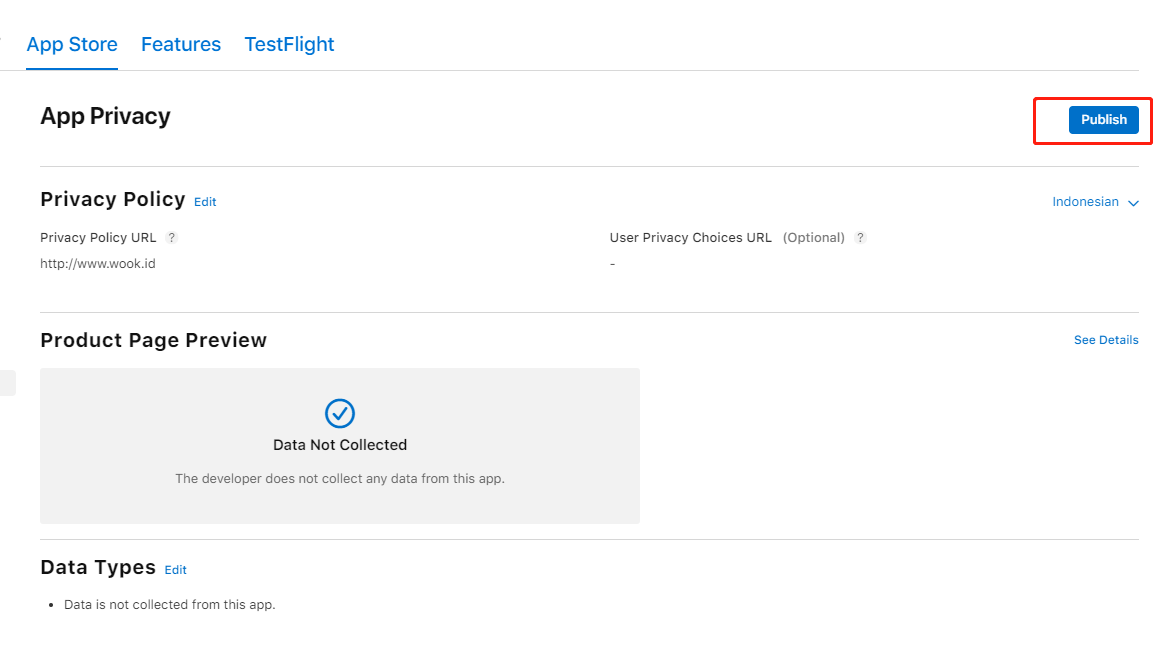 App Store Features TestFlight
App Privacy
Publish
Privacy Policy Edit
Indonesian
Privacy Policy URL ?
User Privacy Choices URL (Optional) ?
http://www.wook.id
-
Product Page Preview
See Details
Data Not Collected
The developer does not collect any data from this app.
Data Types Edit
• Data is not collected from this app.